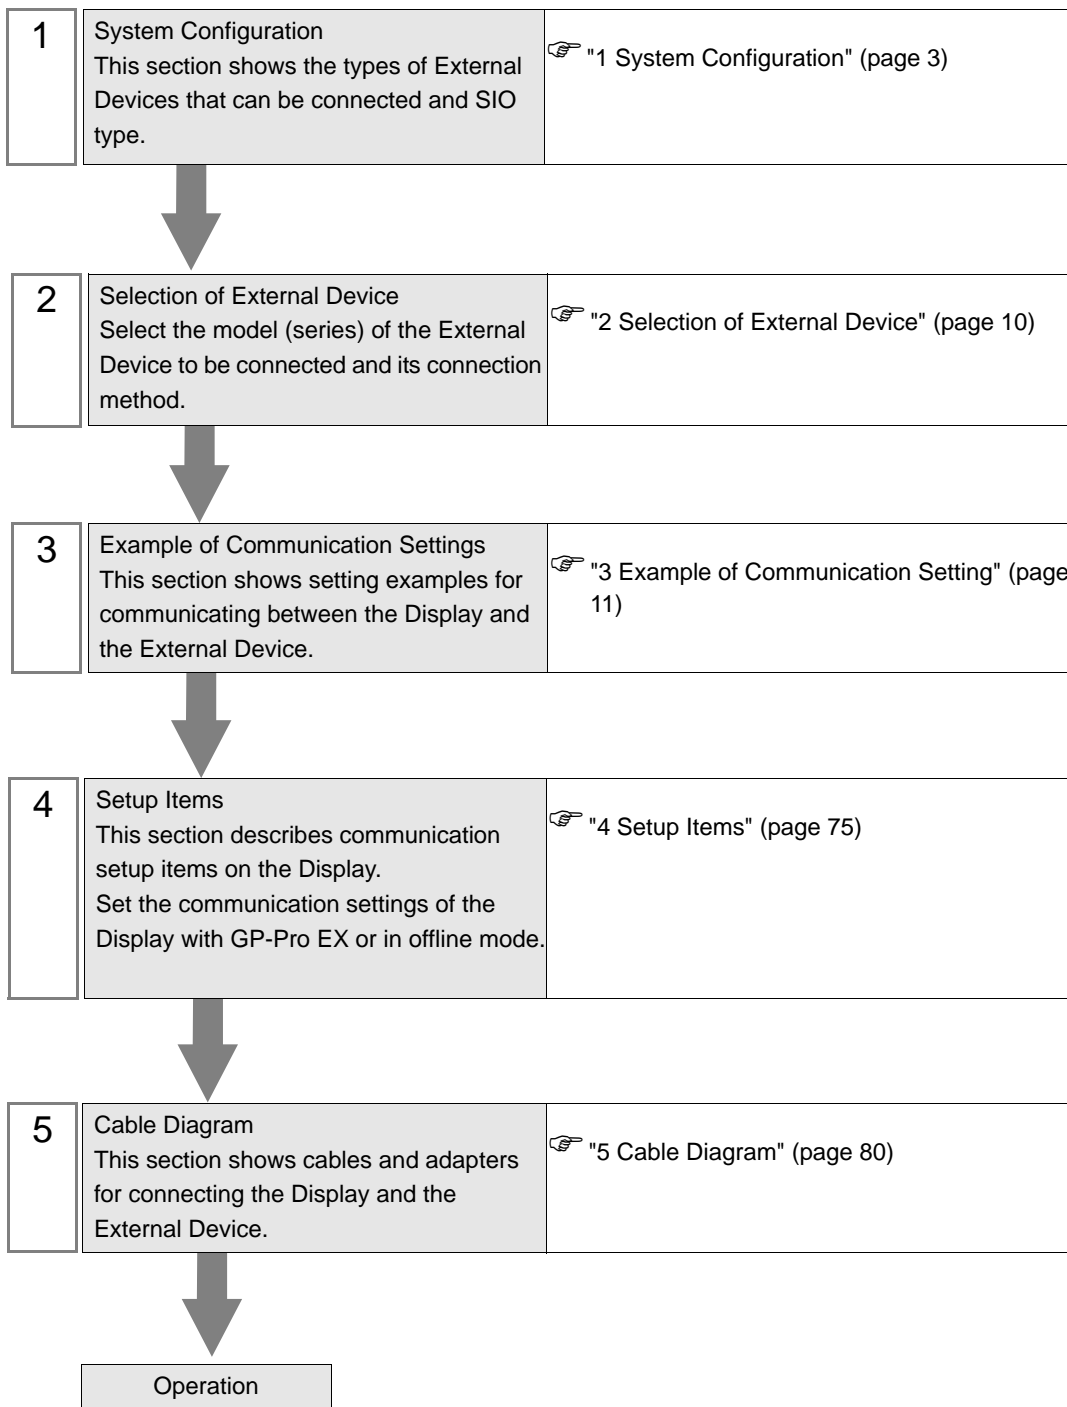 1
System Configuration
This section shows the types of External
Devices that can be connected and SIO
type.
"1 System Configuration" (page 3)
2
Selection of External Device
Select the model (series) of the External
Device to be connected and its connection
method.
"2 Selection of External Device" (page 10)
3
Example of Communication Settings
This section shows setting examples for
communicating between the Display and
the External Device.
"3 Example of Communication Setting" (page
11)
4
Setup Items
This section describes communication
setup items on the Display.
Set the communication settings of the
Display with GP-Pro EX or in offline mode.
"4 Setup Items" (page 75)
5
Cable Diagram
This section shows cables and adapters
for connecting the Display and the
External Device.
"5 Cable Diagram" (page 80)
Operation